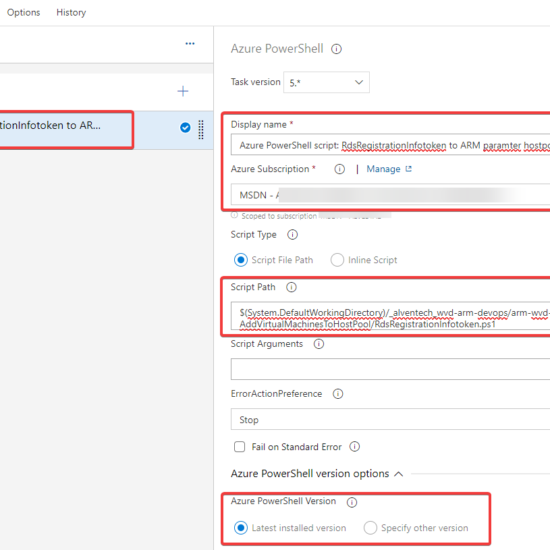 Options History
Azure PowerShell
Task version 5.*
tionInfotoken to AR...
Display name *
Azure PowerShell script: RdsRegistrationInfotoken to ARM paramter hostpo
Azure Subscription * | Manage
MSDN - A
Scoped to subscription
Script Type
Script File Path Inline Script
Script Path
$(System.DefaultWorkingDirectory)/_alventech_wvd-arm-devops/arm-wvd-
AddVirtualMachinesToHostPool/RdsRegistrationInfotoken.ps1
Script Arguments
ErrorActionPreference
Stop
Fail on Standard Error
Azure PowerShell version options
Azure PowerShell Version
Latest installed version Specify other version